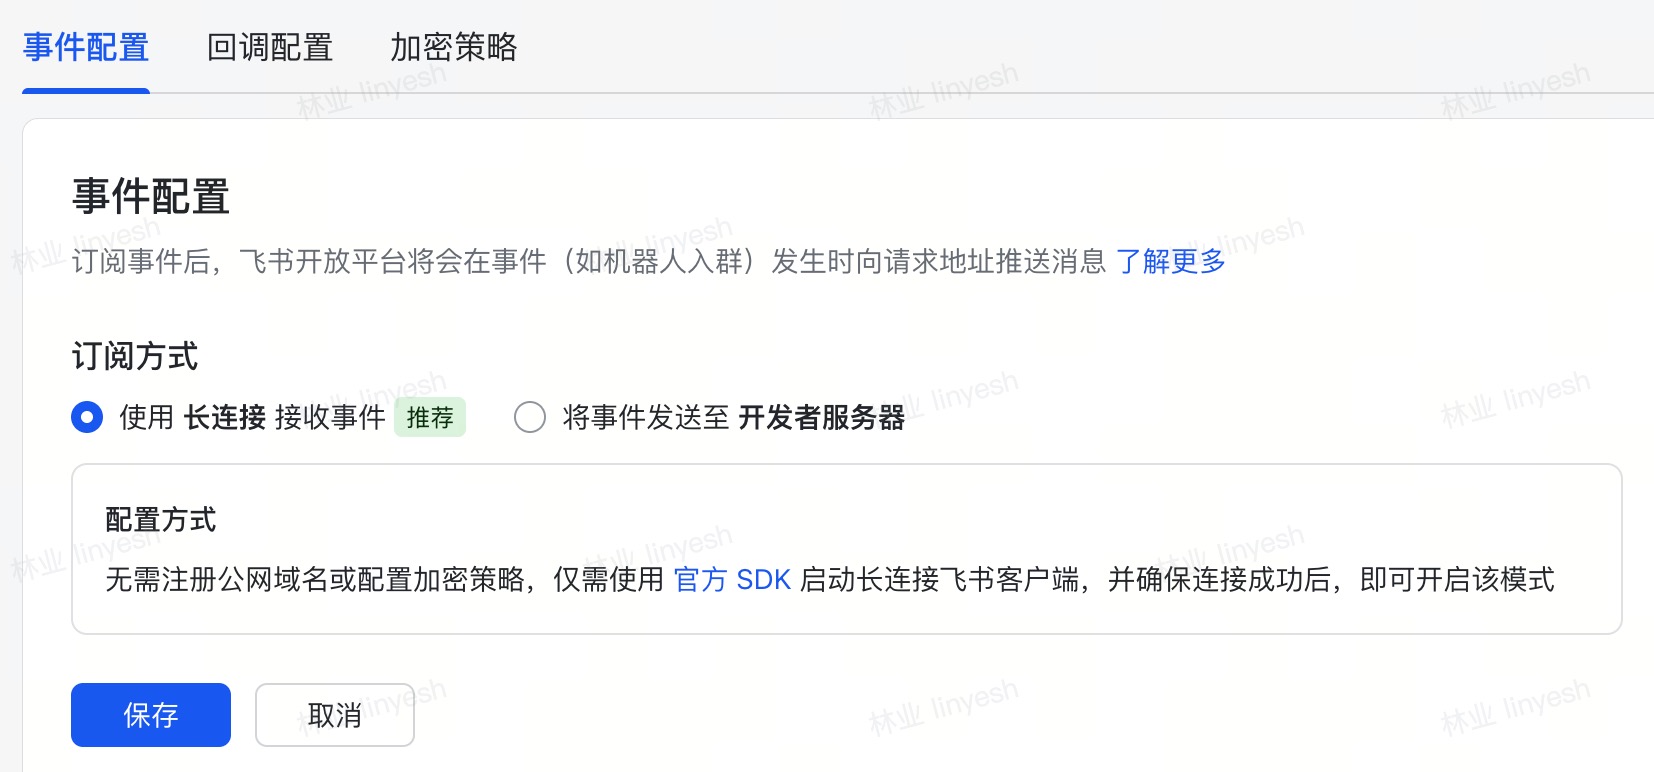 事件配置 回调配置 加密策略
事件配置
订阅事件后，飞书开放平台将会在事件（如机器人入群）发生时向请求地址推送消息 了解更多
订阅方式
使用 长连接 接收事件 推荐 将事件发送至 开发者服务器
配置方式
无需注册公网域名或配置加密策略，仅需使用 官方 SDK 启动长连接飞书客户端，并确保连接成功后，即可开启该模式
保存 取消
林业 linyesh